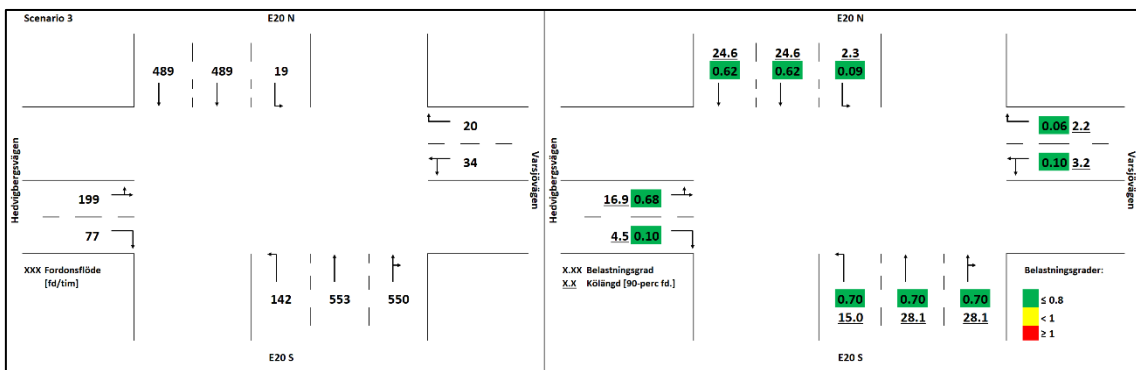 Scenario 3
E20 N
489 489 19
20
34
Hedvigbergsvägen
Varsjövägen
199
77
XXX Fordonsflöde
[fd/tim]
142 553 550
E20 S
E20 N
24.6 24.6 2.3
0.62 0.62 0.09
0.06 2.2
0.10 3.2
Hedvigbergsvägen
Varsjövägen
16.9 0.68
4.5 0.10
X.XX Belastningsgrad
X.X Kölängd [90-perc fd.]
0.70 0.70 0.70
15.0 28.1 28.1
E20 S
Belastningsgrader:
≤ 0.8
< 1
≥ 1